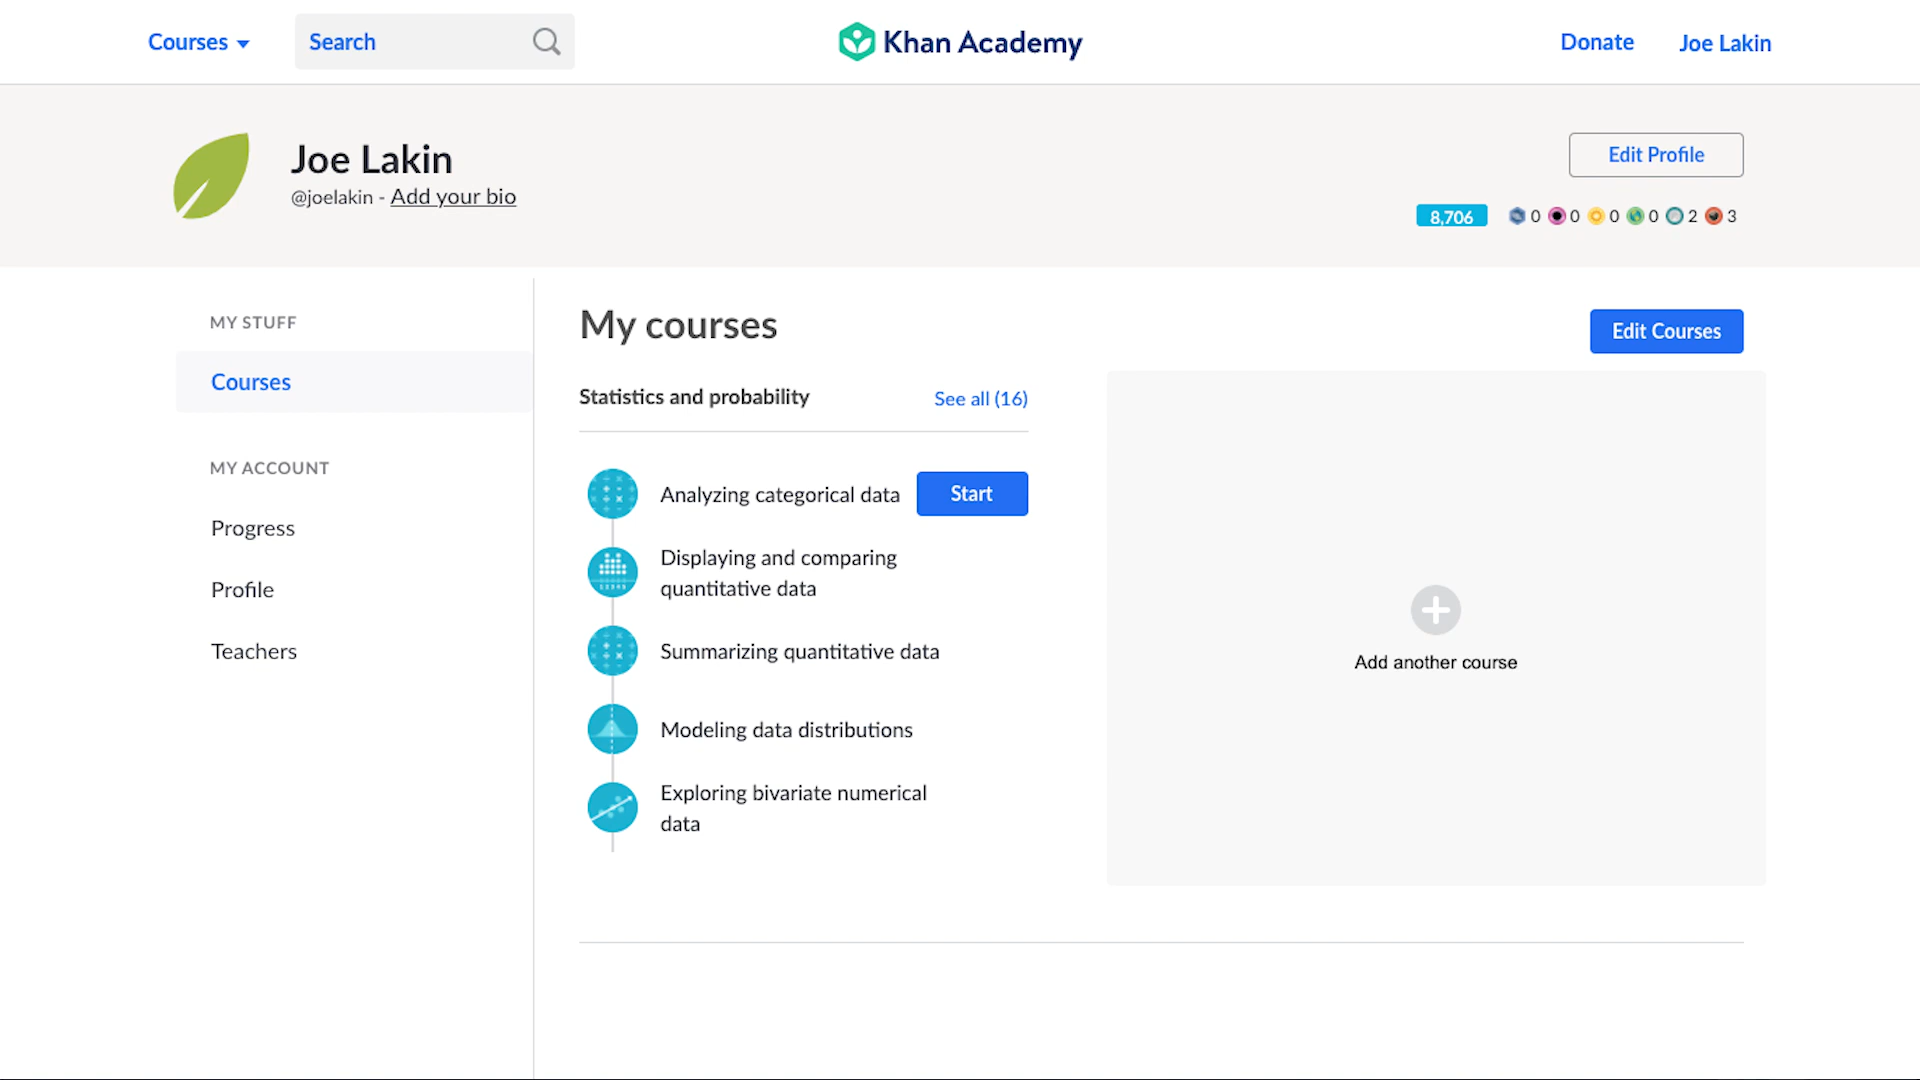 Courses
Search
Khan Academy
Donate
Joe Lakin
Joe Lakin
@joelakin - Add your bio
Edit Profile
8,706
0 0 0 0 2 3
MY STUFF
Courses
MY ACCOUNT
Progress
Profile
Teachers
My courses
Edit Courses
Statistics and probability
See all (16)
Analyzing categorical data
Start
Displaying and comparing
quantitative data
Summarizing quantitative data
Modeling data distributions
Exploring bivariate numerical
data
Add another course